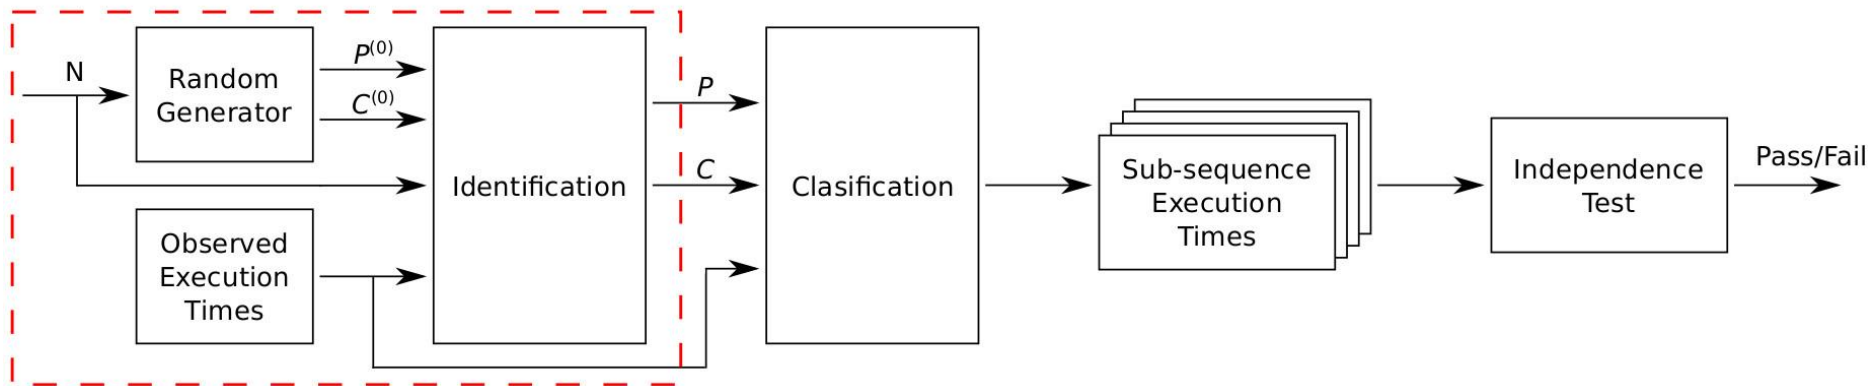 N
Random
Generator
P(0)
C(0)
Observed
Execution
Times
Identification
P
C
Clasification
Sub-sequence
Execution
Times
Independence
Test
Pass/Fail